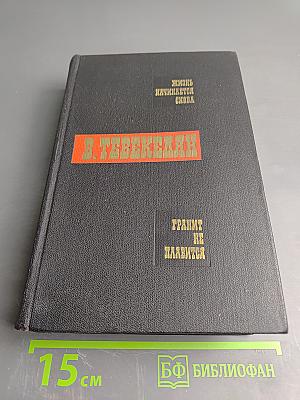 ЖИЗНЬ
НАЧИНАЕТСЯ
СНОВА
В. ТЕВЕКЕЛЯН
ГРАНИТ
НЕ
ПЛАВИТСЯ
15 см
БФ БИБЛИОФАН